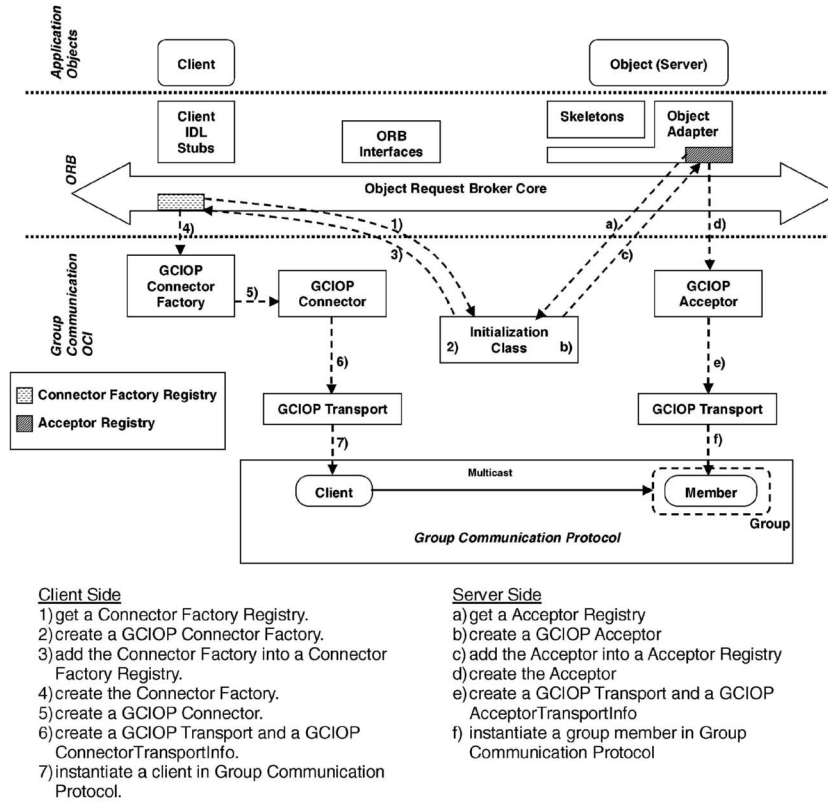 Application
Objects
Client
Object (Server)
ORB
Client
IDL
Stubs
ORB
Interfaces
Skeletons
Object
Adapter
Object Request Broker Core
4)
1)
3)
a)
c)
d)
Group
Communication
OCI
GCIOP
Connector
Factory
5)
GCIOP
Connector
2)
Initialization
Class
b)
GCIOP
Acceptor
6)
e)
Connector Factory Registry
Acceptor Registry
GCIOP Transport
GCIOP Transport
7)
f)
Client
Multicast
Member
Group
Group Communication Protocol
Client Side
1) get a Connector Factory Registry.
2) create a GCIOP Connector Factory.
3) add the Connector Factory into a Connector
Factory Registry.
4) create the Connector Factory.
5) create a GCIOP Connector.
6) create a GCIOP Transport and a GCIOP
ConnectorTransportInfo.
7) instantiate a client in Group Communication
Protocol.
Server Side
a) get a Acceptor Registry
b) create a GCIOP Acceptor
c) add the Acceptor into a Acceptor Registry
d) create the Acceptor
e) create a GCIOP Transport and a GCIOP
AcceptorTransportInfo
f) instantiate a group member in Group
Communication Protocol